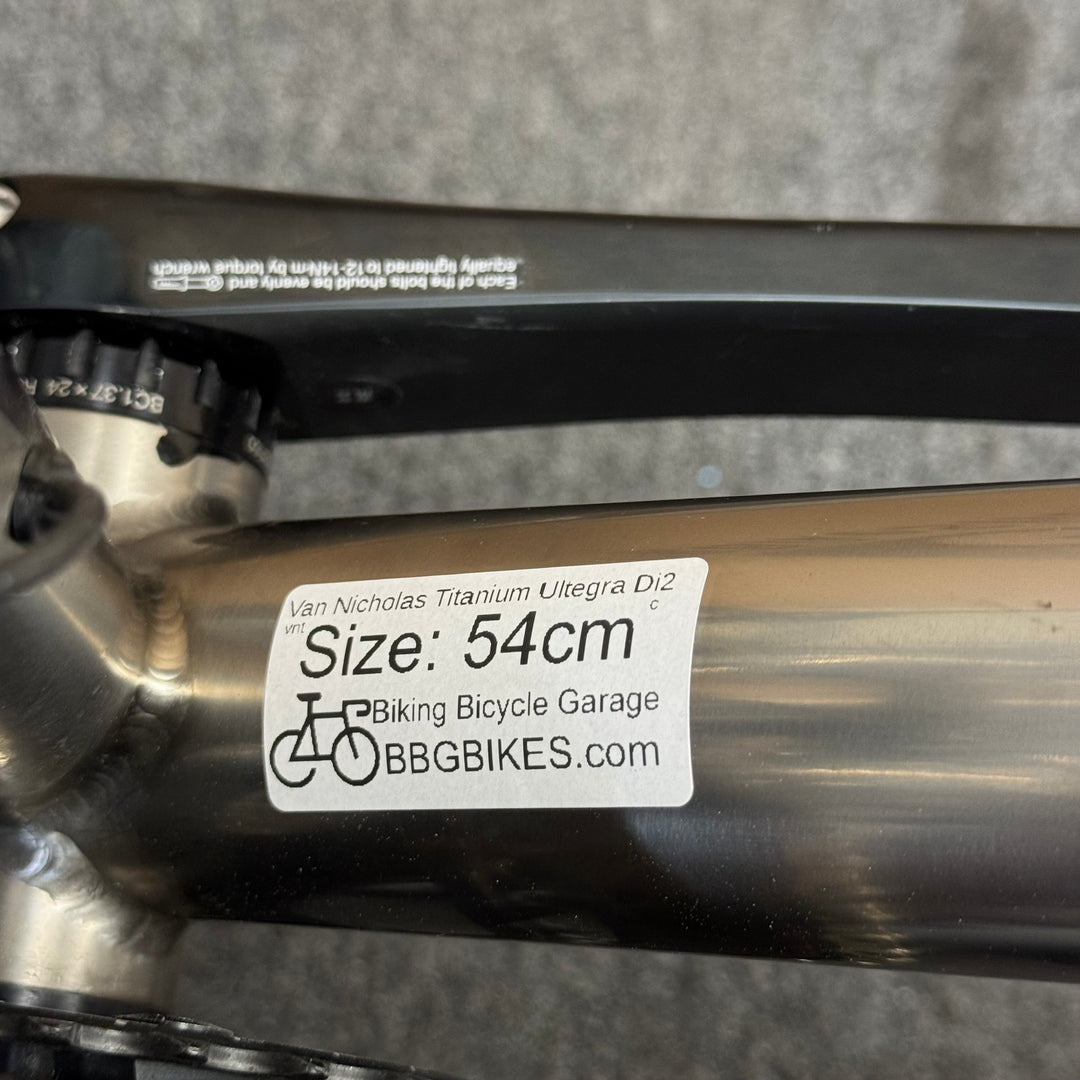 Each of the bolts should be evenly and
equally tightened to 12-14N·m by torque wrench
BC1.37×24
Van Nicholas Titanium Ultegra Di2
c
vnt
Size: 54cm
Biking Bicycle Garage
BBGBIKES.com